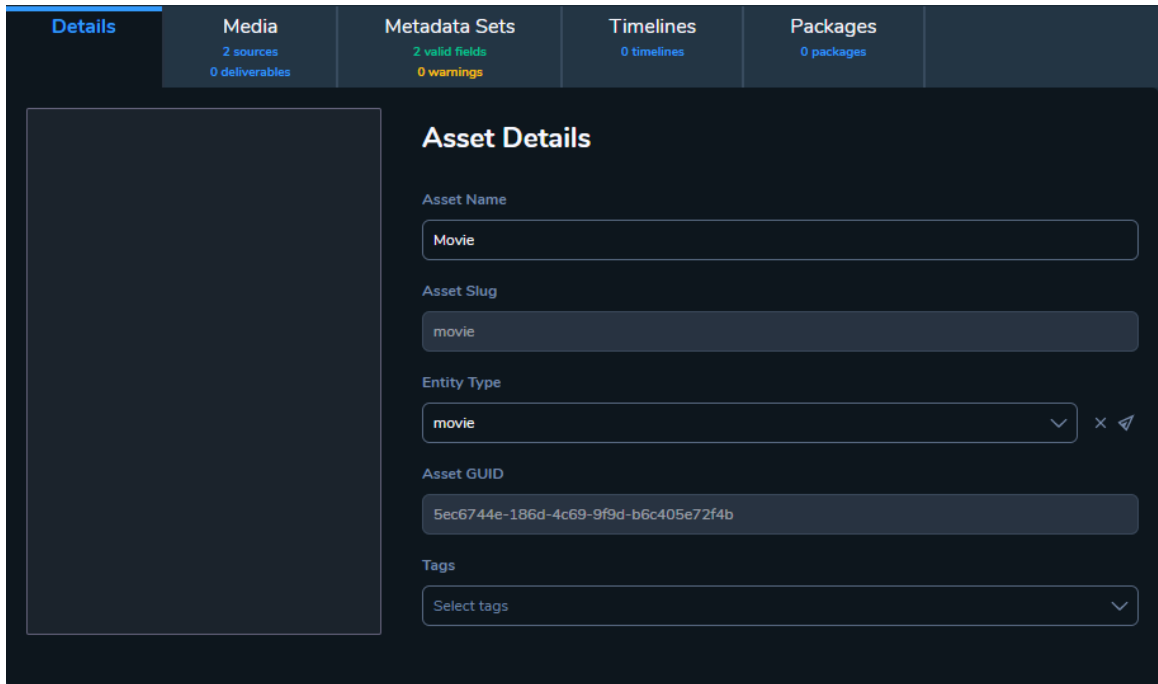 Details
Media
2 sources
0 deliverables
Metadata Sets
2 valid fields
0 warnings
Timelines
0 timelines
Packages
0 packages
Asset Details
Asset Name
Movie
Asset Slug
movie
Entity Type
movie
Asset GUID
5ec6744e-186d-4c69-9f9d-b6c405e72f4b
Tags
Select tags